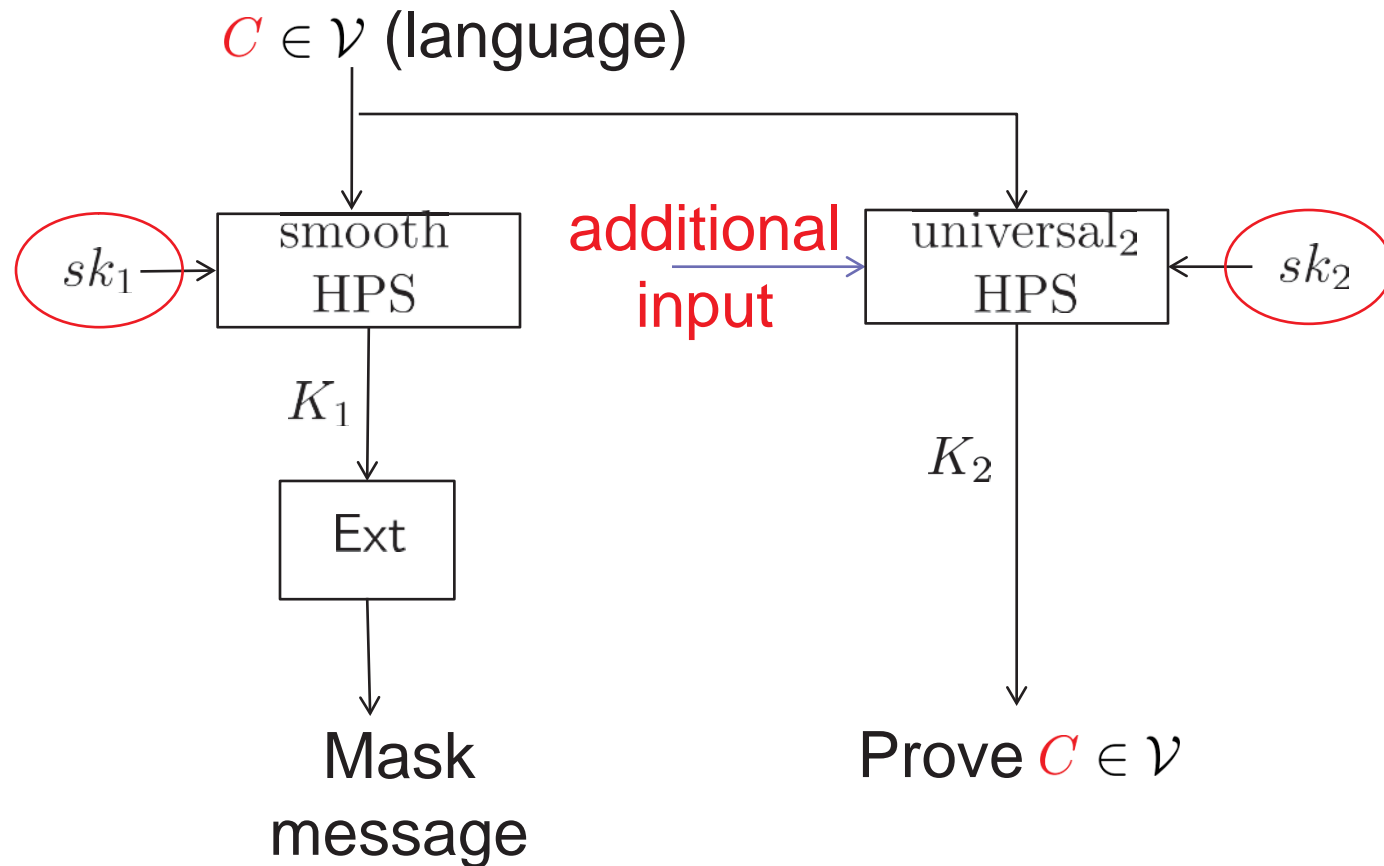 C ∈ 𝒱 (language)
sk₁
smooth
HPS
additional
input
universal₂
HPS
sk₂
K₁
K₂
Ext
Mask
message
Prove C ∈ 𝒱